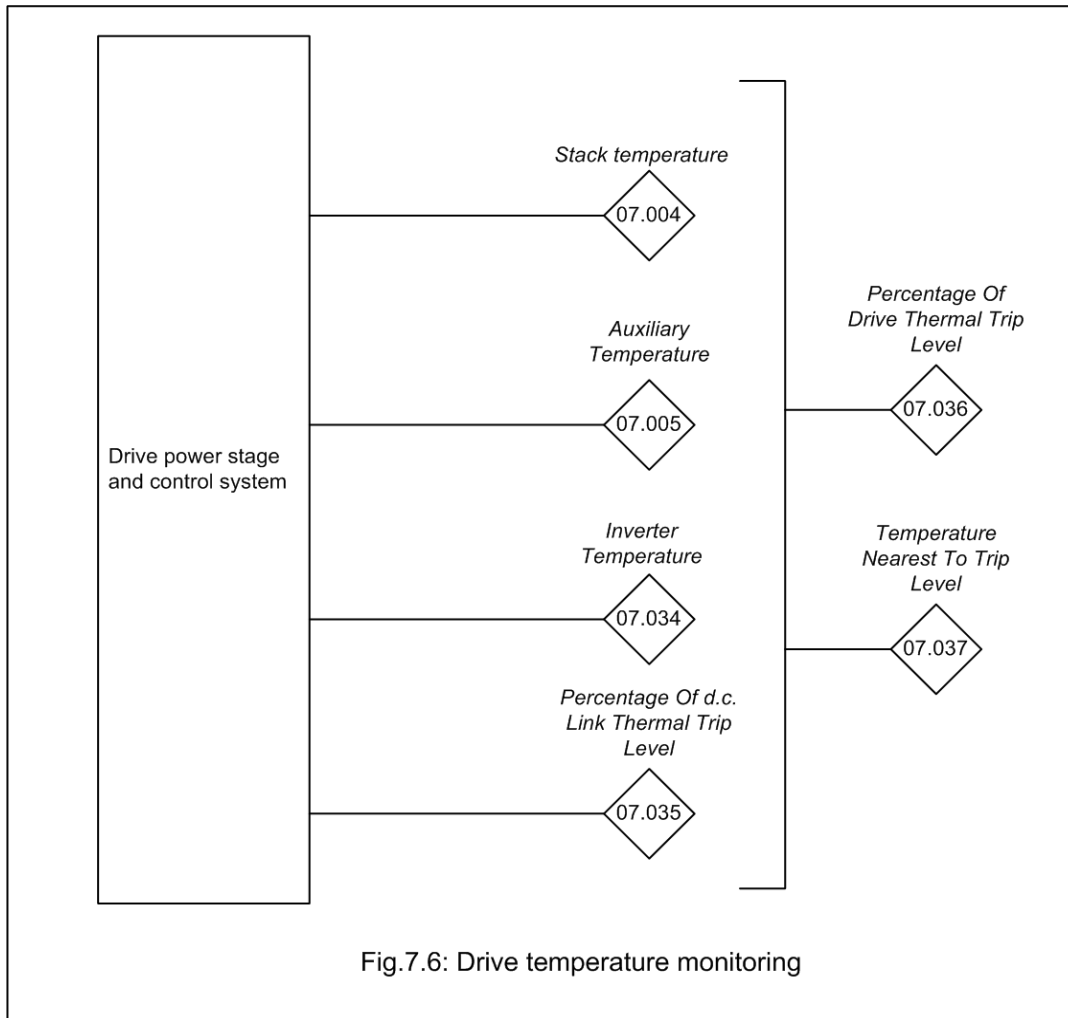 Stack temperature
07.004
Auxiliary
Temperature
07.005
Drive power stage
and control system
Inverter
Temperature
07.034
Percentage Of d.c.
Link Thermal Trip
Level
07.035
Percentage Of
Drive Thermal Trip
Level
07.036
Temperature
Nearest To Trip
Level
07.037
Fig.7.6: Drive temperature monitoring